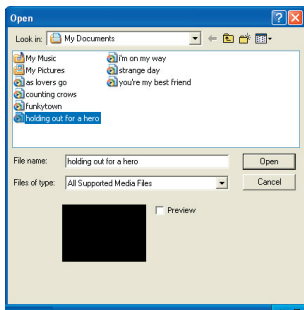 Open
Look in: My Documents
My Music
My Pictures
as lovers go
counting crows
funkytown
holding out for a hero
i'm on my way
strange day
you're my best friend
File name: holding out for a hero Open
Files of type: All Supported Media Files Cancel
Preview